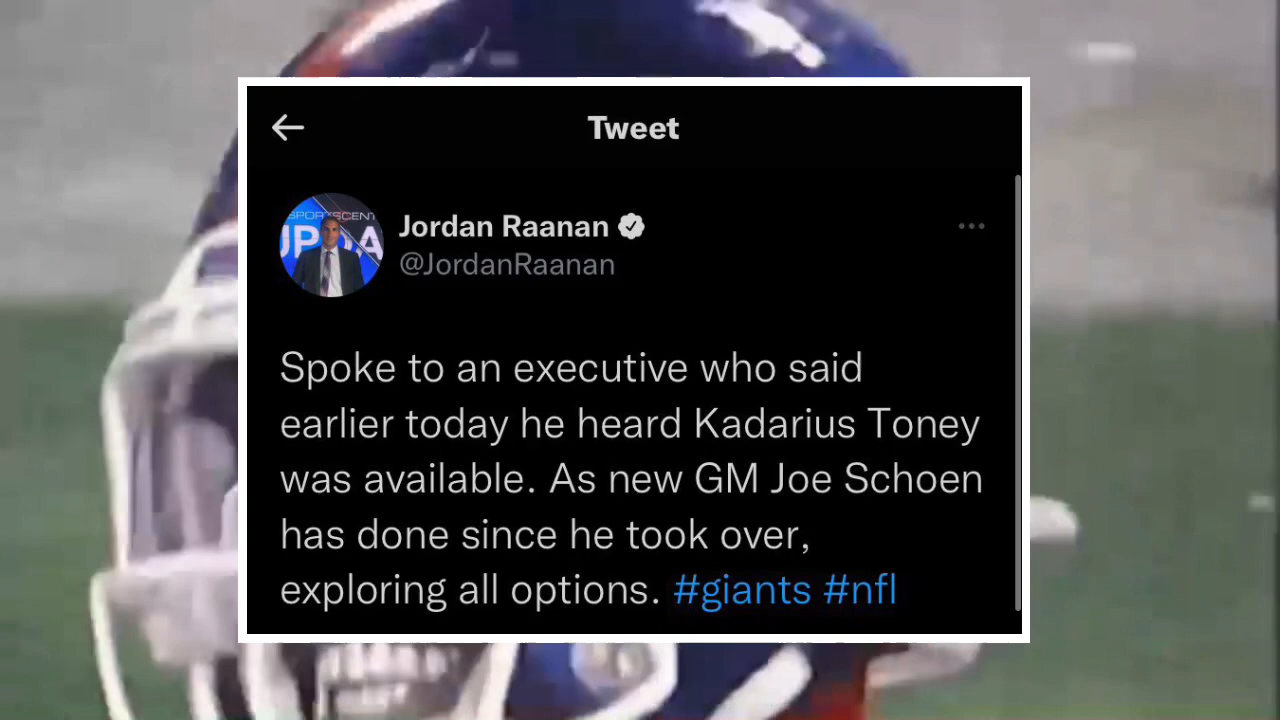 Tweet
SPORTSCENT
Jordan Raanan
@JordanRaanan
Spoke to an executive who said
earlier today he heard Kadarius Toney
was available. As new GM Joe Schoen
has done since he took over,
exploring all options. #giants #nfl